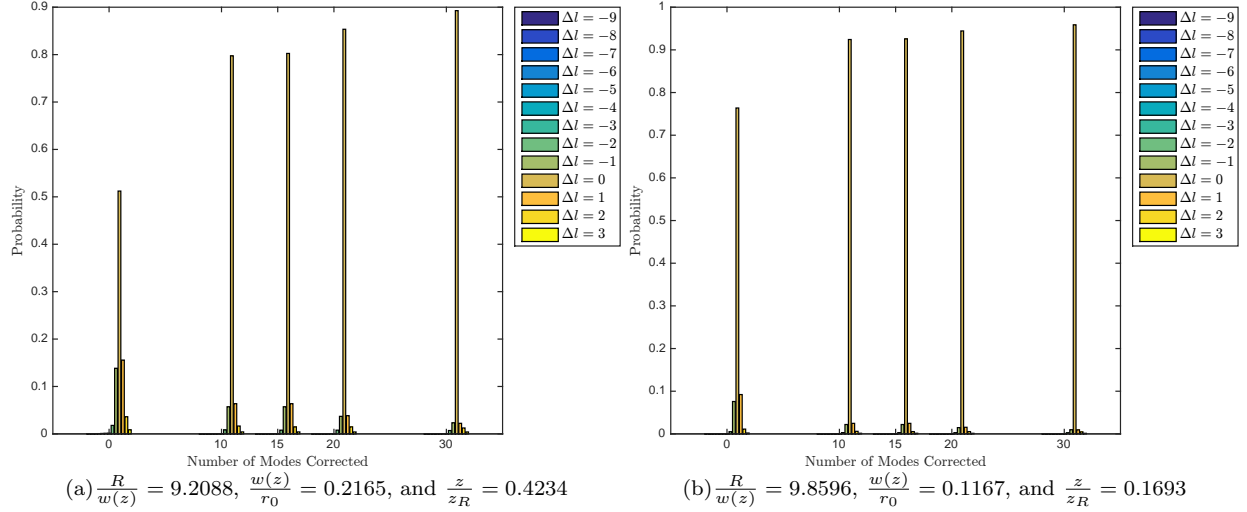 0.9
0.8
0.7
0.6
0.5
0.4
0.3
0.2
0.1
0
Probability
0 10 15 20 30
Number of Modes Corrected
Δl = −9
Δl = −8
Δl = −7
Δl = −6
Δl = −5
Δl = −4
Δl = −3
Δl = −2
Δl = −1
Δl = 0
Δl = 1
Δl = 2
Δl = 3
(a) R/w(z) = 9.2088, w(z)/r₀ = 0.2165, and z/z_R = 0.4234
1
0.9
0.8
0.7
0.6
0.5
0.4
0.3
0.2
0.1
0
Probability
0 10 15 20 30
Number of Modes Corrected
Δl = −9
Δl = −8
Δl = −7
Δl = −6
Δl = −5
Δl = −4
Δl = −3
Δl = −2
Δl = −1
Δl = 0
Δl = 1
Δl = 2
Δl = 3
(b) R/w(z) = 9.8596, w(z)/r₀ = 0.1167, and z/z_R = 0.1693